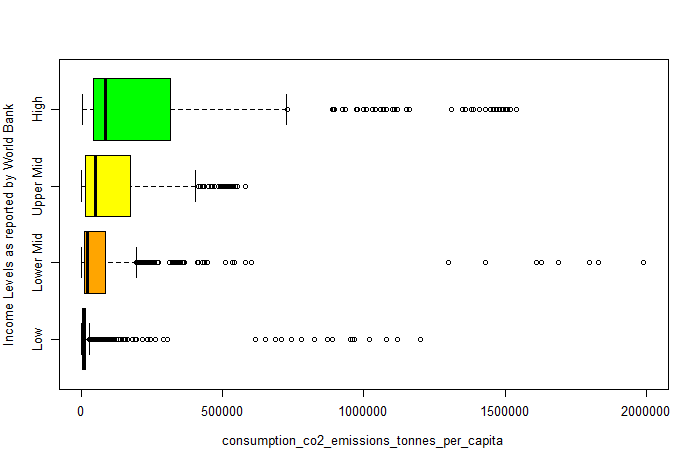 Income Levels as reported by World Bank
High
Upper Mid
Lower Mid
Low
0 500000 1000000 1500000 2000000
consumption_co2_emissions_tonnes_per_capita